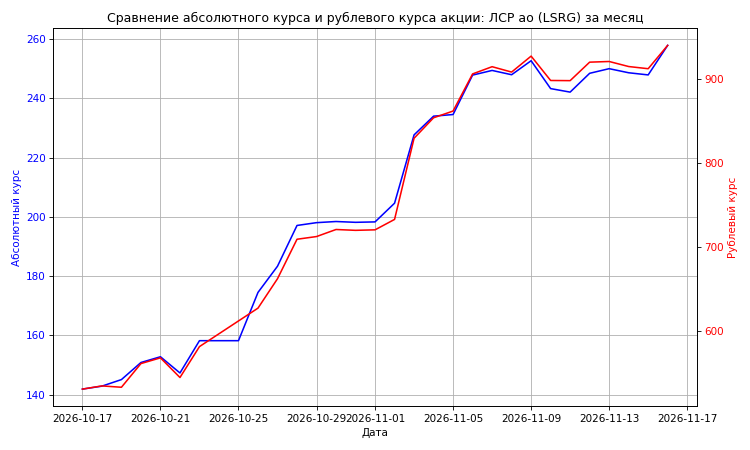 Сравнение абсолютного курса и рублевого курса акции: ЛСР ао (LSRG) за месяц
260
240
220
200
180
160
140
Абсолютный курс
900
800
700
600
Рублевый курс
2026-10-17 2026-10-21 2026-10-25 2026-10-29 2026-11-01 2026-11-05 2026-11-09 2026-11-13 2026-11-17
Дата